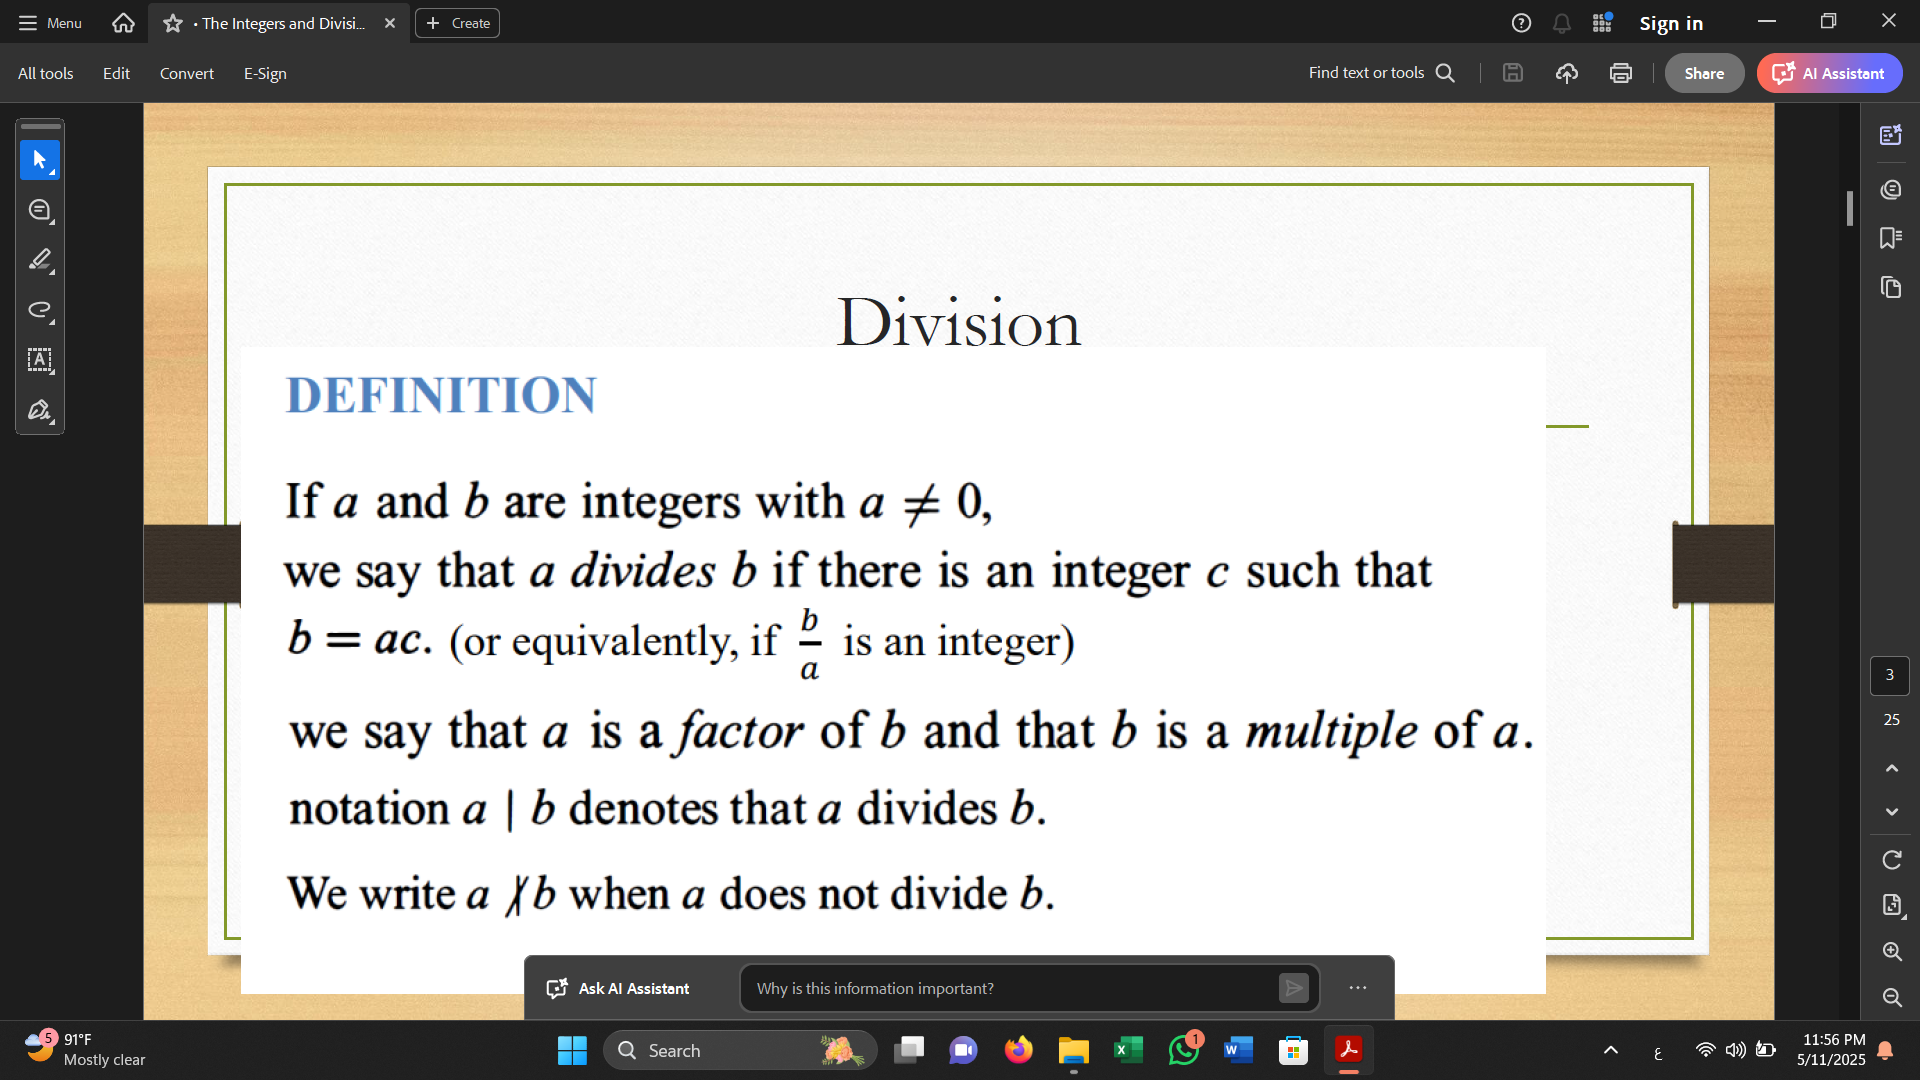 Menu
• The Integers and Divisi...
Create
Sign in
All tools
Edit
Convert
E-Sign
Find text or tools
Share
AI Assistant
Division
DEFINITION
If a and b are integers with a ≠ 0,
we say that a divides b if there is an integer c such that
b = ac. (or equivalently, if b/a is an integer)
we say that a is a factor of b and that b is a multiple of a.
notation a | b denotes that a divides b.
We write a ∤ b when a does not divide b.
3
25
Ask AI Assistant
Why is this information important?
5
91°F
Mostly clear
Search
1
ع
11:56 PM
5/11/2025